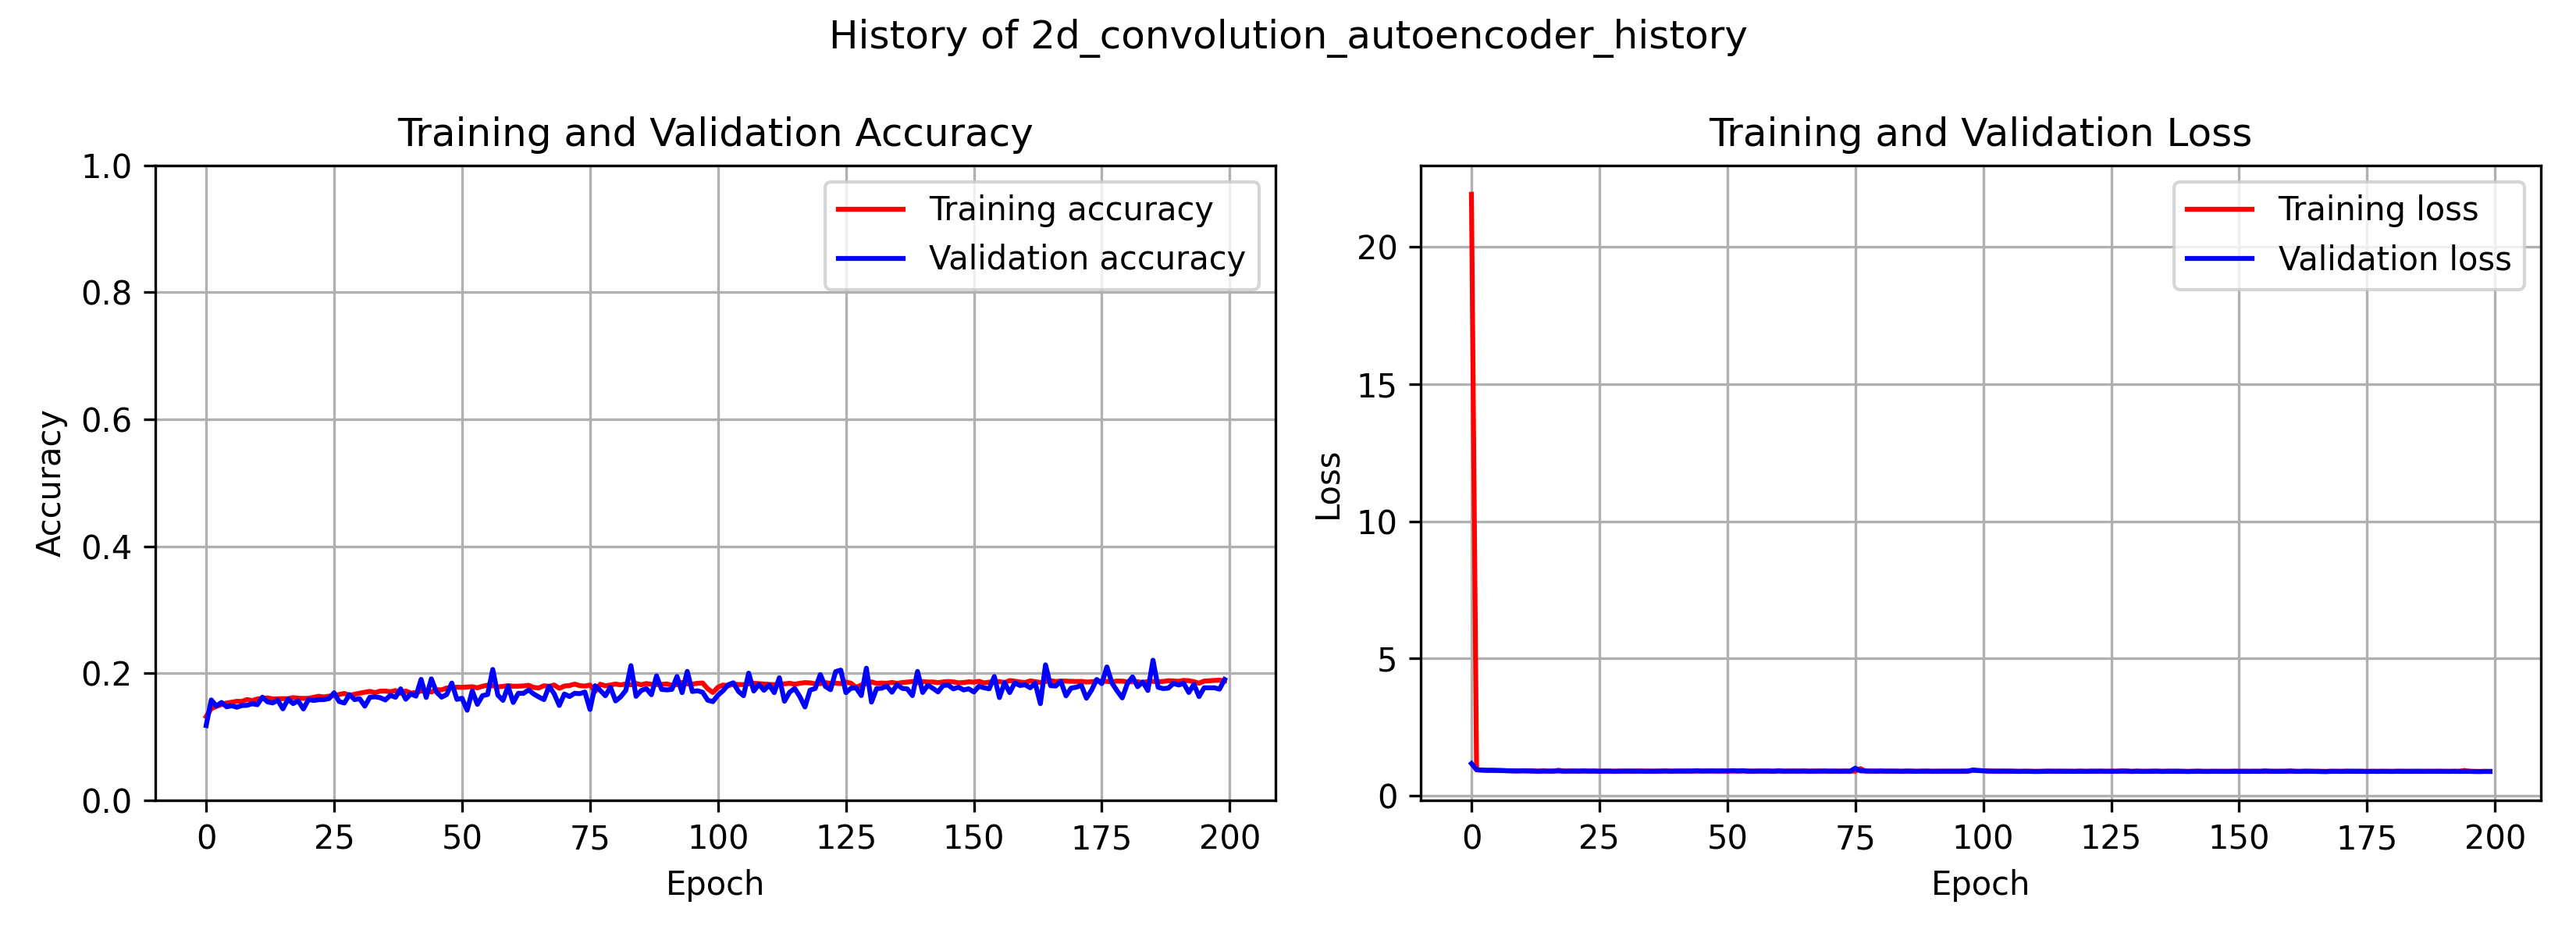 History of 2d_convolution_autoencoder_history
Training and Validation Accuracy
1.0
0.8
0.6
0.4
0.2
0.0
Accuracy
Training accuracy
Validation accuracy
0 25 50 75 100 125 150 175 200
Epoch
Training and Validation Loss
20
15
10
5
0
Loss
Training loss
Validation loss
0 25 50 75 100 125 150 175 200
Epoch